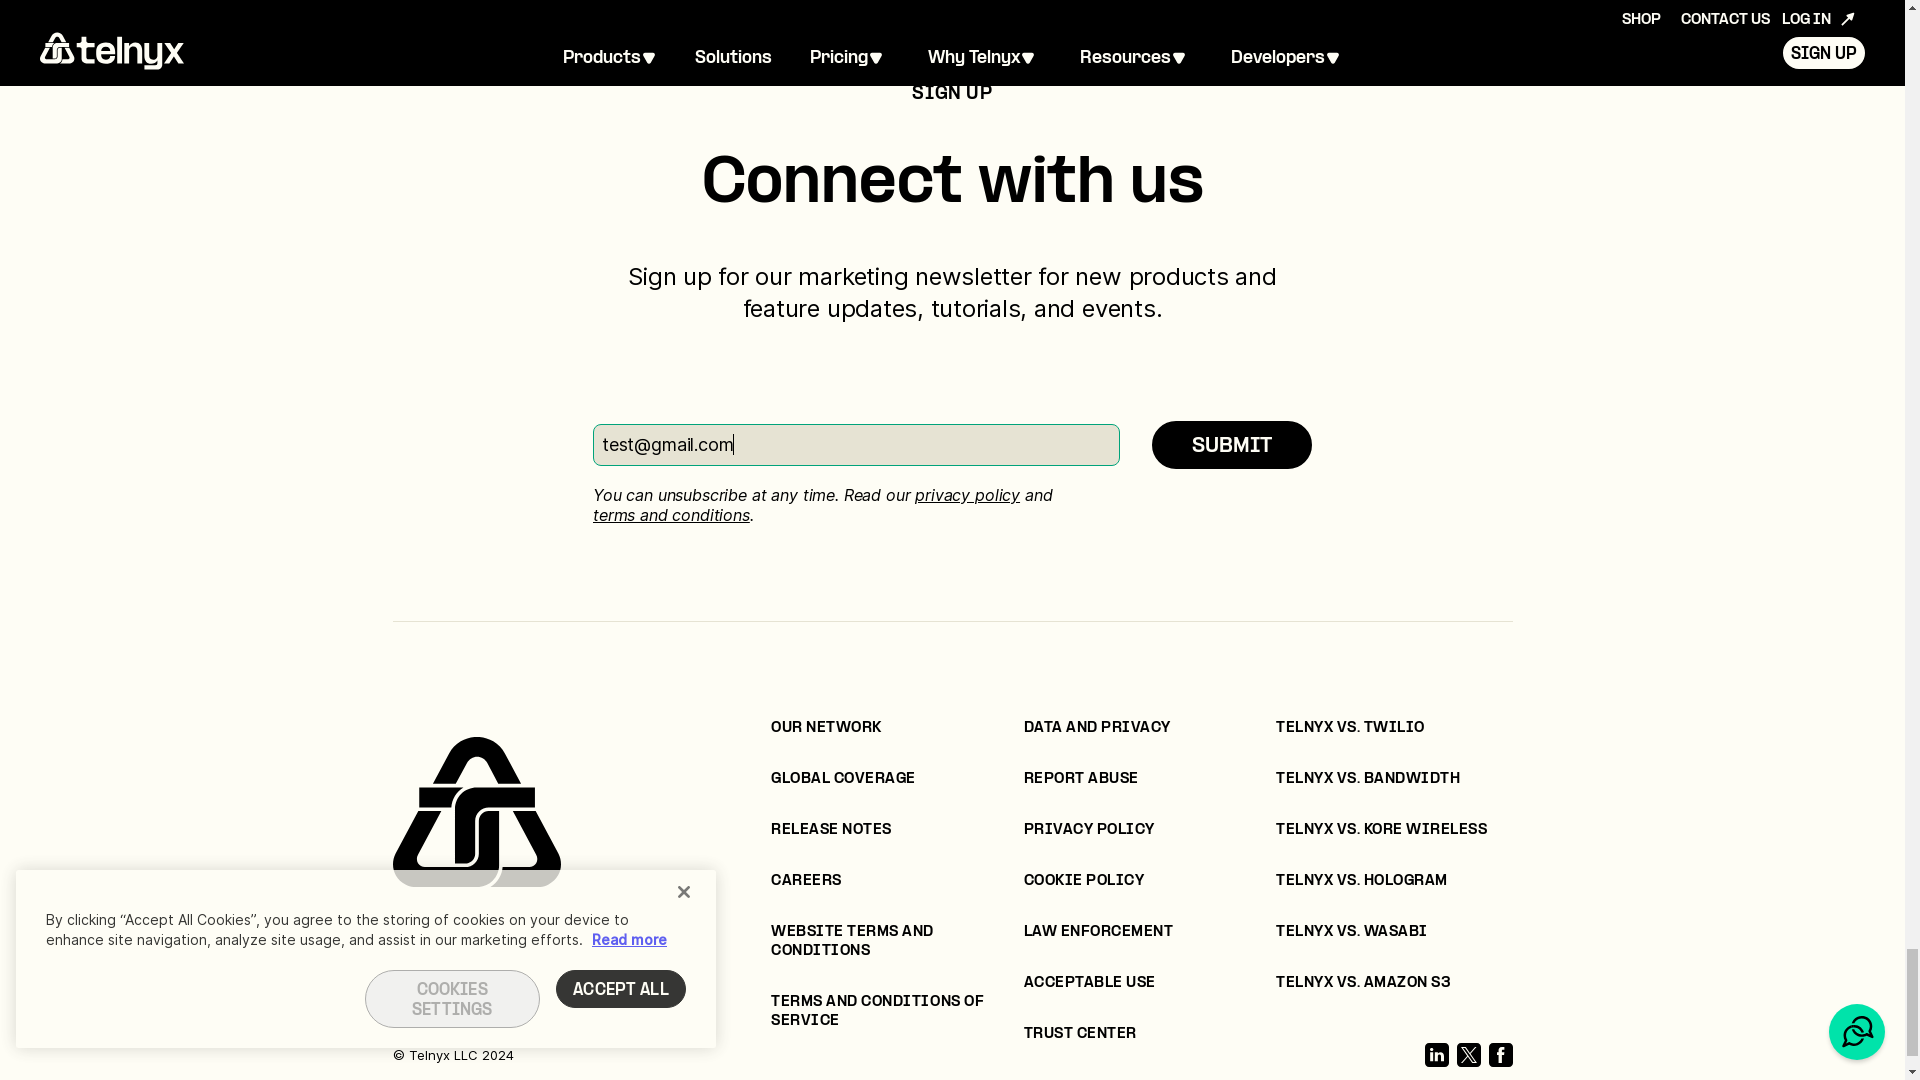 SHOP
CONTACT US
LOG IN
telnyx
Products
Solutions
Pricing
Why Telnyx
Resources
Developers
SIGN UP
SIGN UP
Connect with us
Sign up for our marketing newsletter for new products and
feature updates, tutorials, and events.
test@gmail.com
SUBMIT
You can unsubscribe at any time. Read our privacy policy and
terms and conditions.
OUR NETWORK
GLOBAL COVERAGE
RELEASE NOTES
CAREERS
WEBSITE TERMS AND
CONDITIONS
TERMS AND CONDITIONS OF
SERVICE
DATA AND PRIVACY
REPORT ABUSE
PRIVACY POLICY
COOKIE POLICY
LAW ENFORCEMENT
ACCEPTABLE USE
TRUST CENTER
TELNYX VS. TWILIO
TELNYX VS. BANDWIDTH
TELNYX VS. KORE WIRELESS
TELNYX VS. HOLOGRAM
TELNYX VS. WASABI
TELNYX VS. AMAZON S3
By clicking “Accept All Cookies”, you agree to the storing of cookies on your device to
enhance site navigation, analyze site usage, and assist in our marketing efforts. Read more
COOKIES
SETTINGS
ACCEPT ALL
© Telnyx LLC 2024